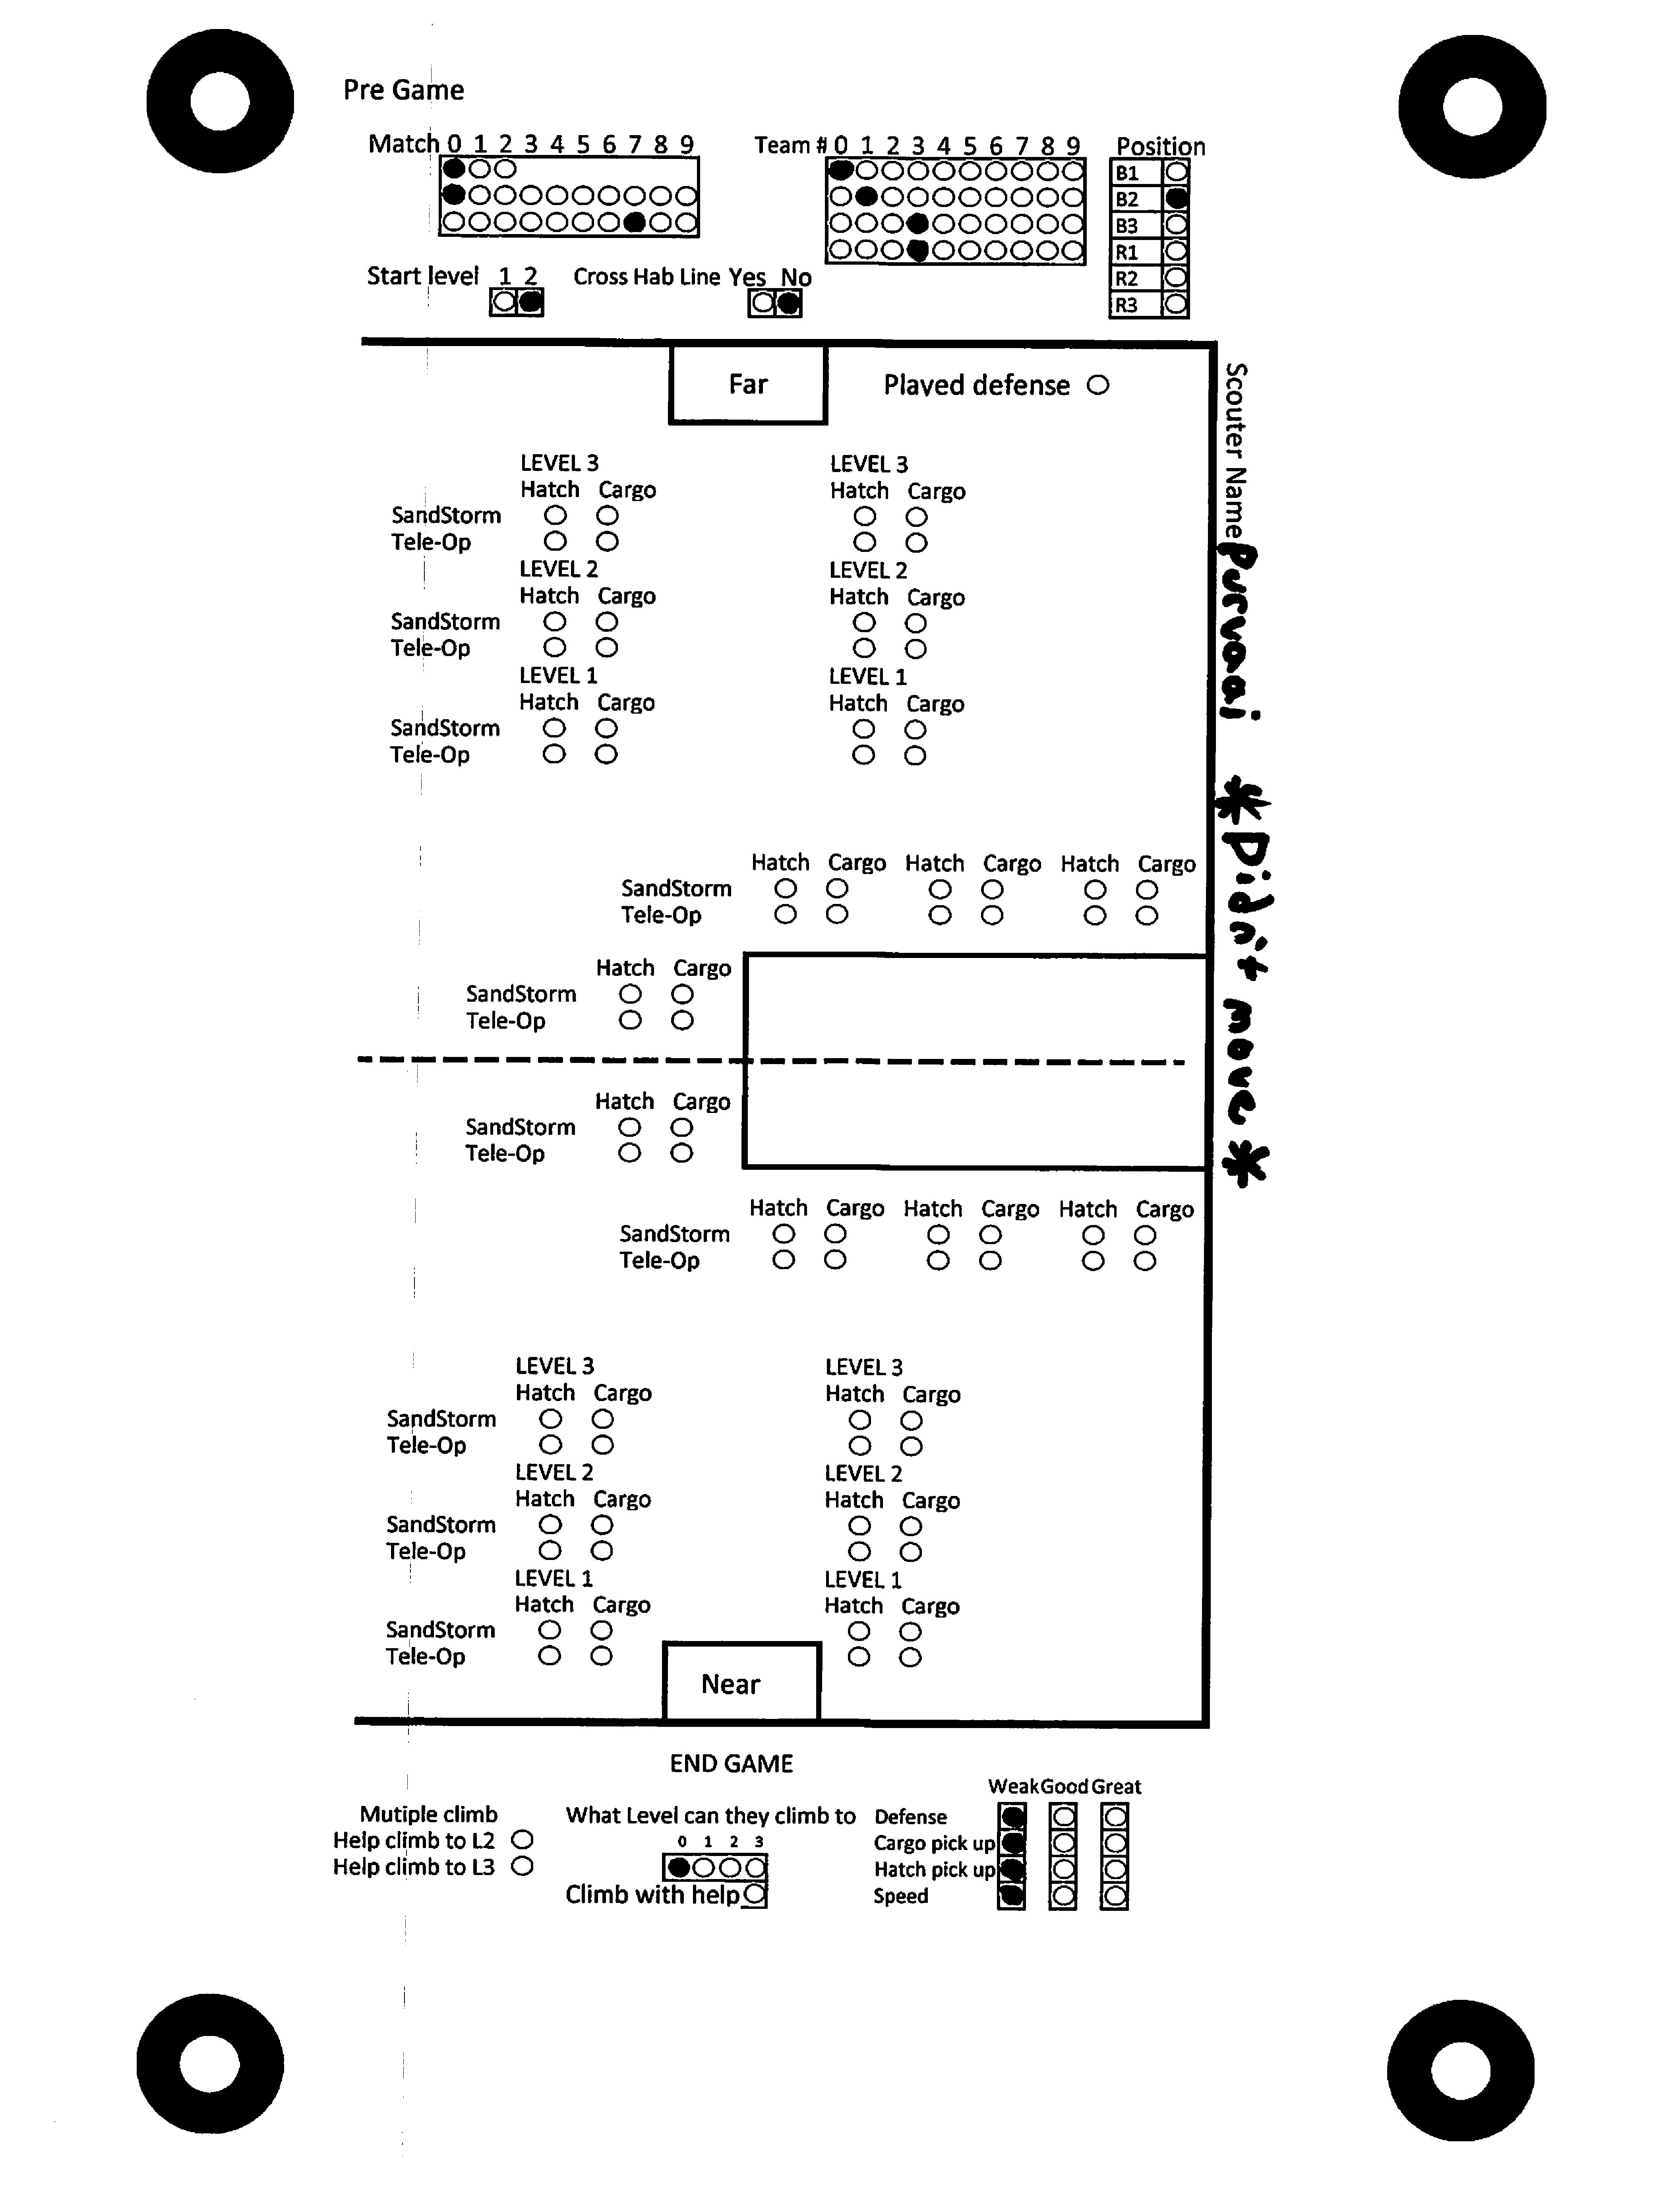 Pre Game
Match 0 1 2 3 4 5 6 7 8 9
Team # 0 1 2 3 4 5 6 7 8 9
Position
B1
B2
B3
R1
R2
R3
Start level 1 2
Cross Hab Line Yes No
Far
Played defense
Scouter Name Purvaai *Didn't move*
LEVEL 3 LEVEL 3
Hatch Cargo Hatch Cargo
SandStorm
Tele-Op
LEVEL 2 LEVEL 2
Hatch Cargo Hatch Cargo
SandStorm
Tele-Op
LEVEL 1 LEVEL 1
Hatch Cargo Hatch Cargo
SandStorm
Tele-Op
Hatch Cargo Hatch Cargo Hatch Cargo
SandStorm
Tele-Op
Hatch Cargo
SandStorm
Tele-Op
Hatch Cargo
SandStorm
Tele-Op
Hatch Cargo Hatch Cargo Hatch Cargo
SandStorm
Tele-Op
LEVEL 3 LEVEL 3
Hatch Cargo Hatch Cargo
SandStorm
Tele-Op
LEVEL 2 LEVEL 2
Hatch Cargo Hatch Cargo
SandStorm
Tele-Op
LEVEL 1 LEVEL 1
Hatch Cargo Hatch Cargo
SandStorm
Tele-Op
Near
END GAME
Mutiple climb
Help climb to L2
Help climb to L3
What Level can they climb to
0 1 2 3
Climb with help
Weak Good Great
Defense
Cargo pick up
Hatch pick up
Speed